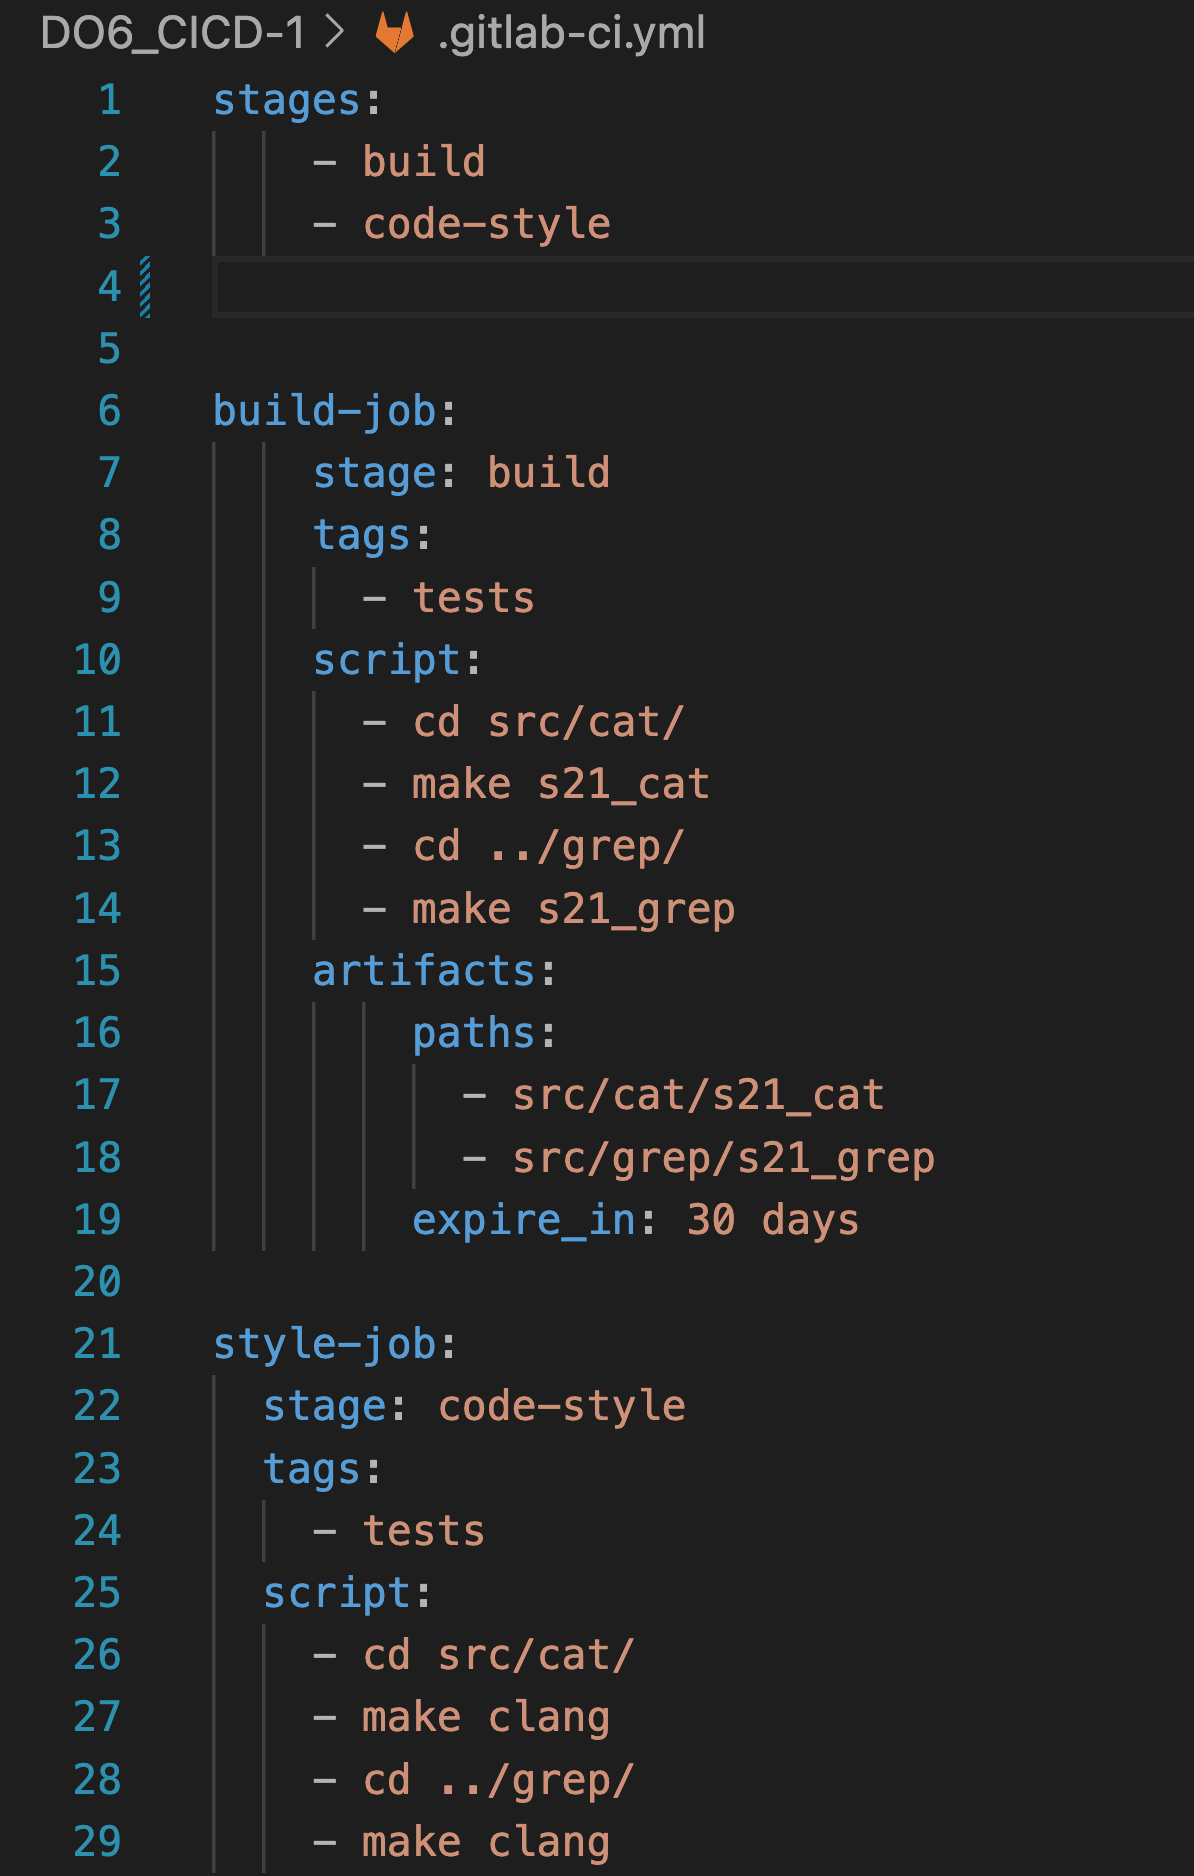 DO6_CICD-1 > .gitlab-ci.yml
1 stages:
2 - build
3 - code-style
4
5
6 build-job:
7 stage: build
8 tags:
9 - tests
10 script:
11 - cd src/cat/
12 - make s21_cat
13 - cd ../grep/
14 - make s21_grep
15 artifacts:
16 paths:
17 - src/cat/s21_cat
18 - src/grep/s21_grep
19 expire_in: 30 days
20
21 style-job:
22 stage: code-style
23 tags:
24 - tests
25 script:
26 - cd src/cat/
27 - make clang
28 - cd ../grep/
29 - make clang